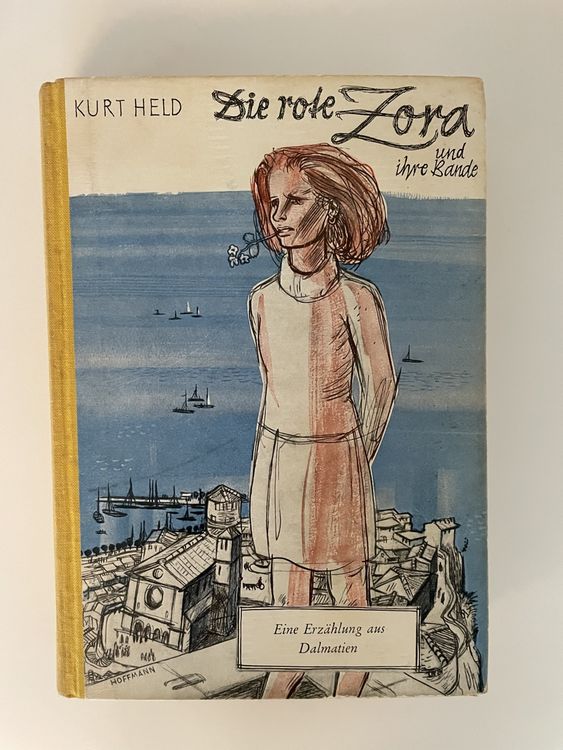 KURT HELD
Die rote Zora
und
ihre Bande
Eine Erzählung aus
Dalmatien
HOFFMANN